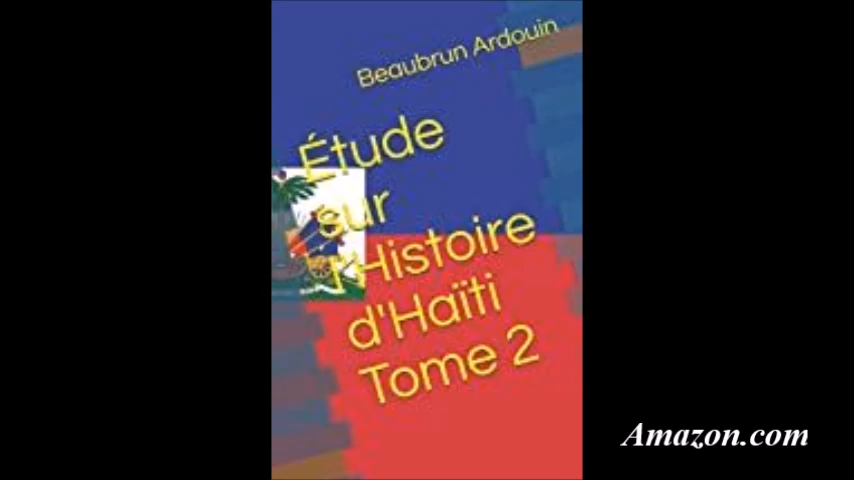 Beaubrun Ardouin
Étude
sur
l'Histoire
d'Haïti
Tome 2
Amazon.com